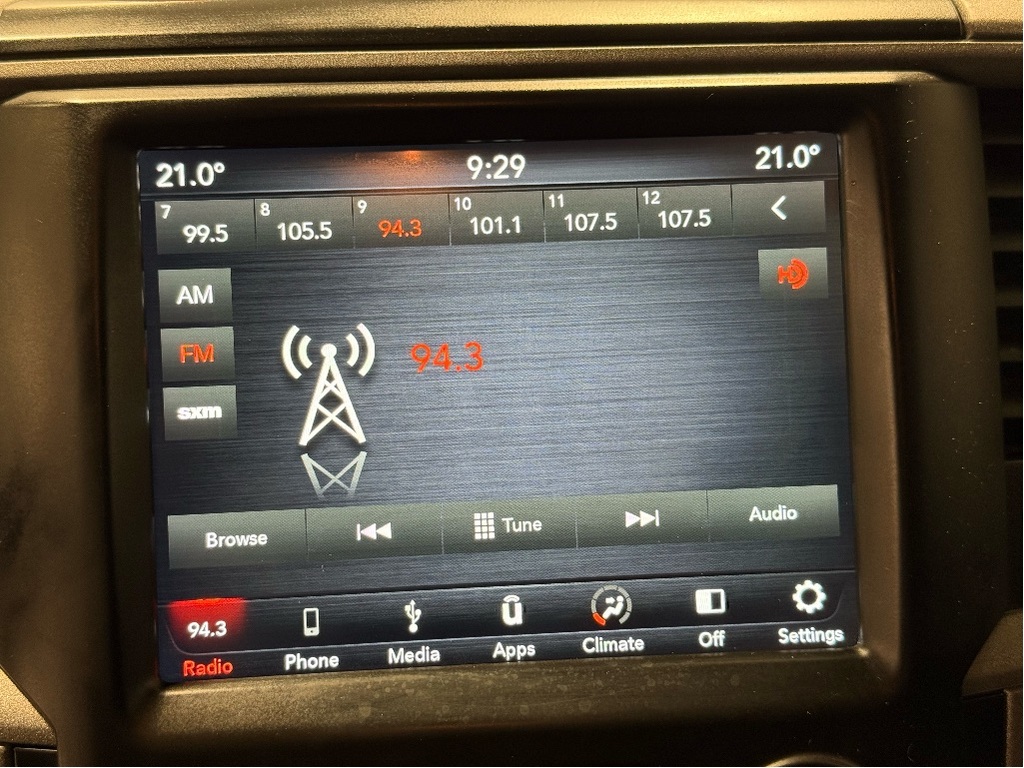 21.0° 9:29 21.0°
7 99.5 8 105.5 9 94.3 10 101.1 11 107.5 12 107.5
HD
AM
FM 94.3
sxm
Browse Tune Audio
94.3
Radio Phone Media Apps Climate Off Settings